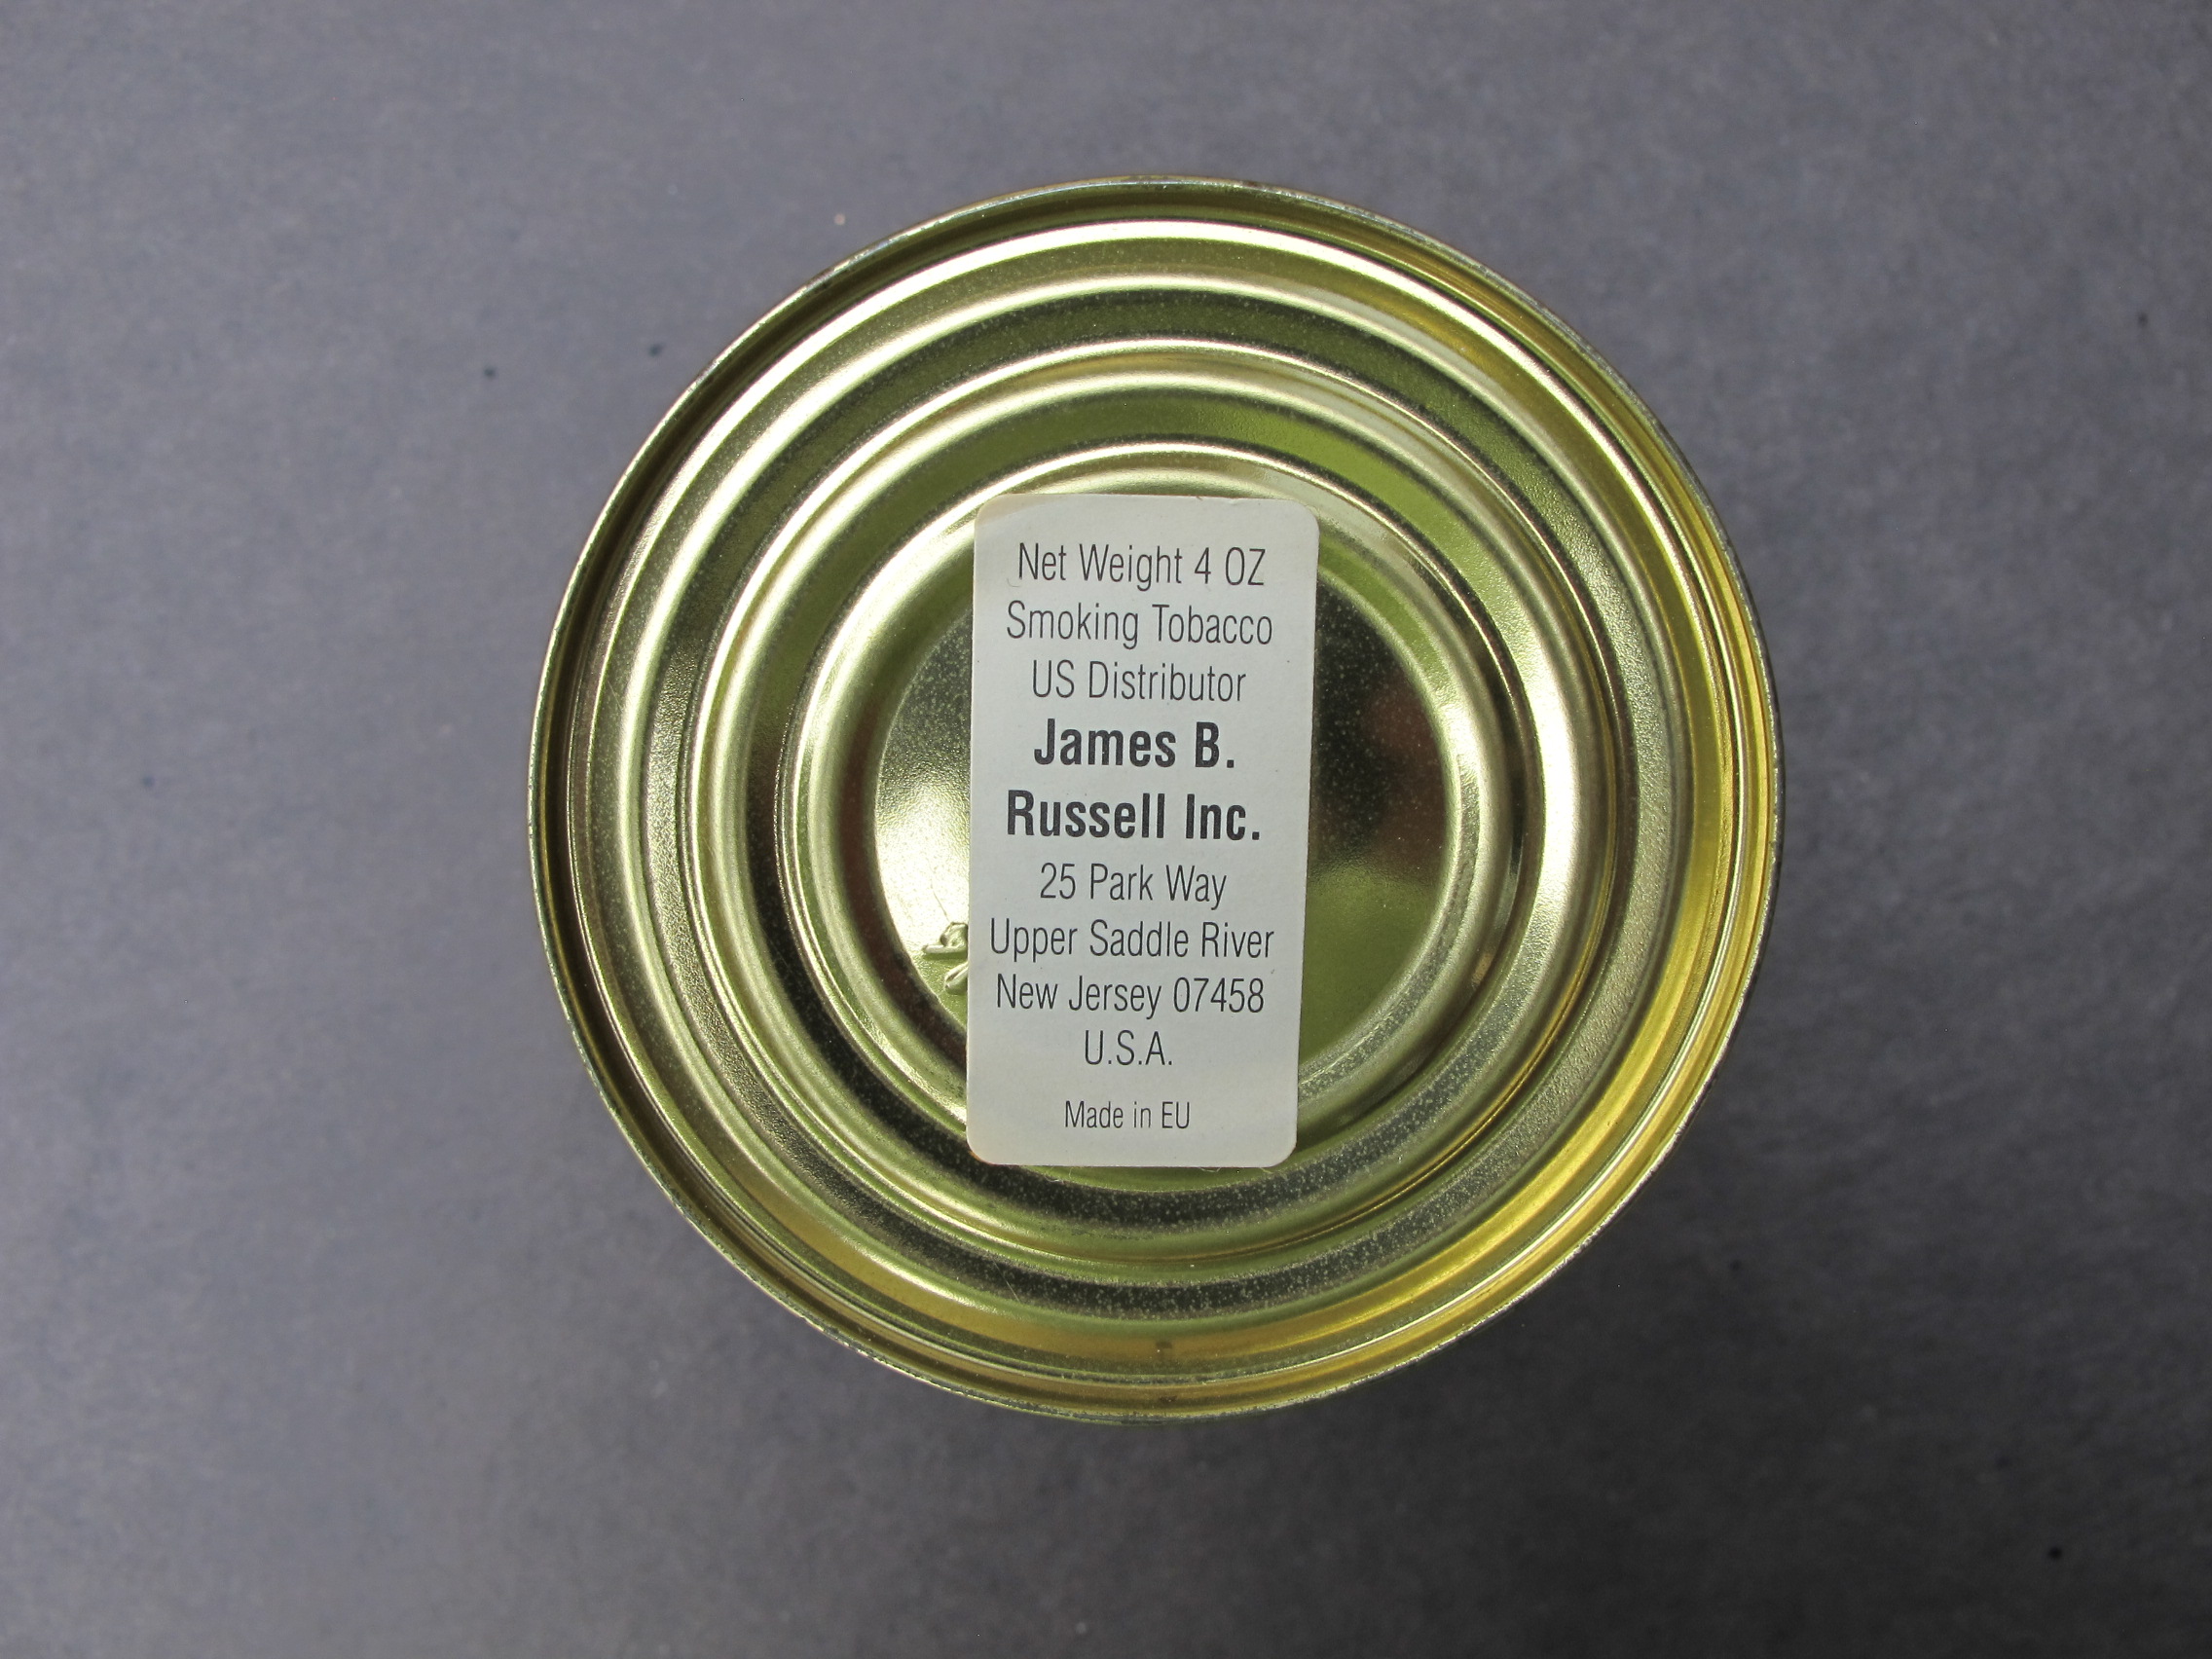 Net Weight 4 OZ
Smoking Tobacco
US Distributor
James B.
Russell Inc.
25 Park Way
Upper Saddle River
New Jersey 07458
U.S.A.
Made in EU